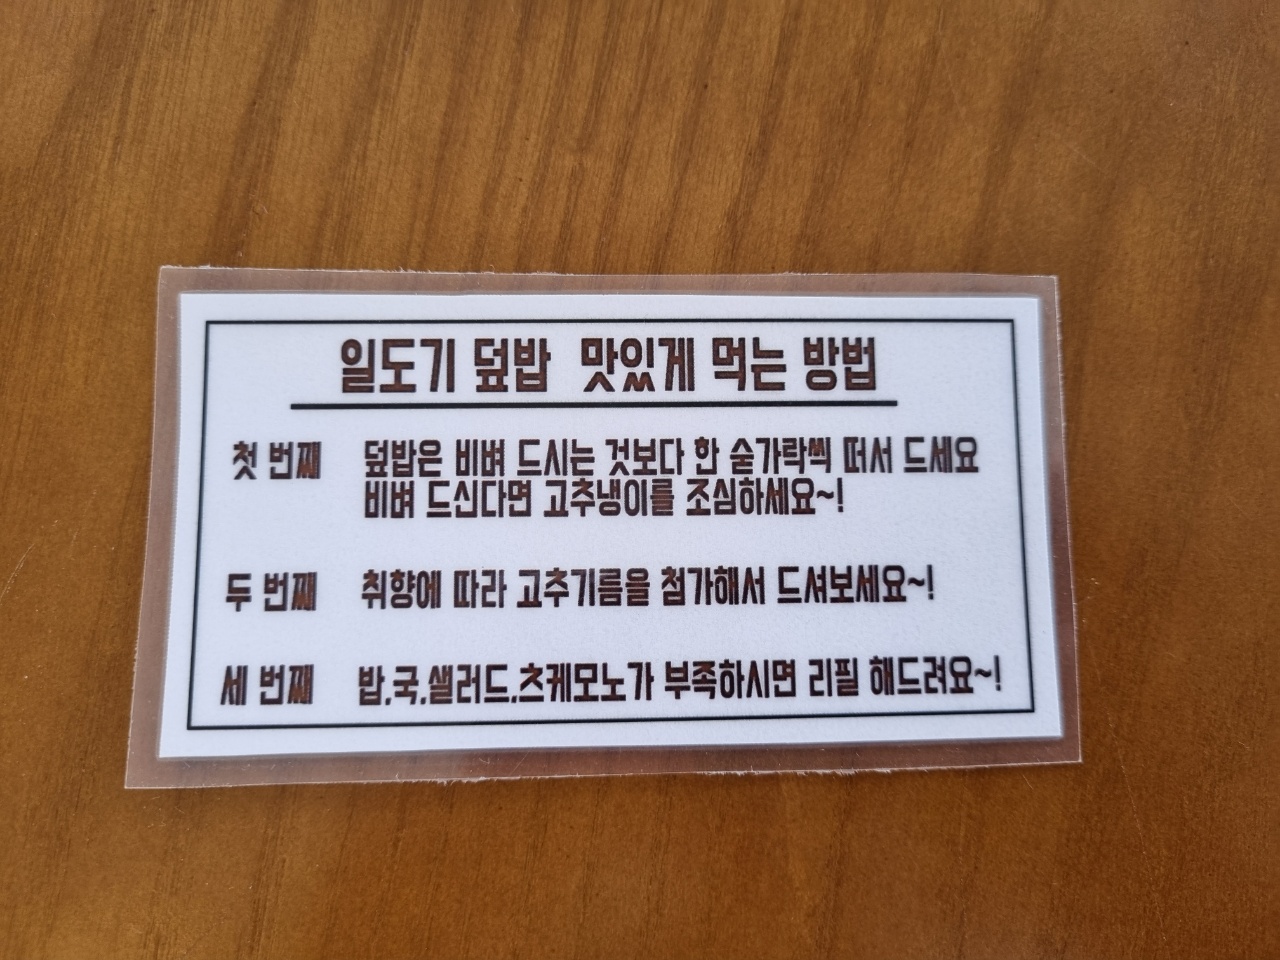 일도기 덮밥 맛있게 먹는 방법
첫 번째 덮밥은 비벼 드시는 것보다 한 숟가락씩 떠서 드세요
비벼 드신다면 고추냉이를 조심하세요~!
두 번째 취향에 따라 고추기름을 첨가해서 드셔보세요~!
세 번째 밥,국,샐러드,츠케모노가 부족하시면 리필 해드려요~!